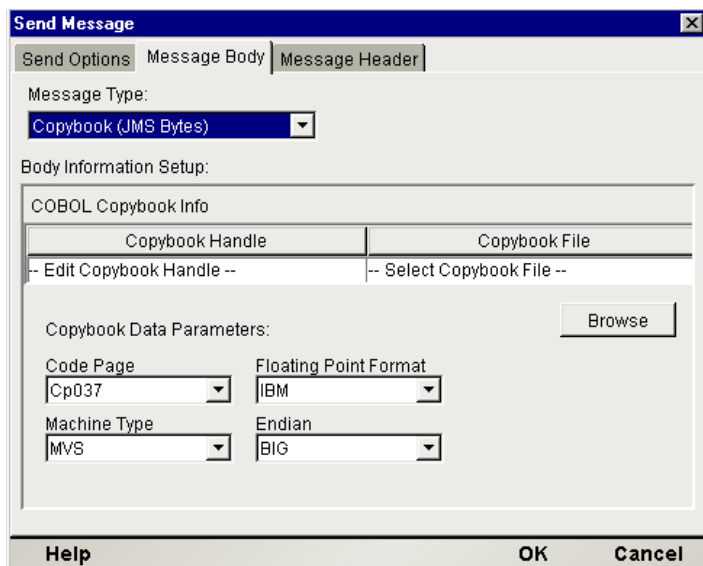 Send Message
Send Options Message Body Message Header
Message Type:
Copybook (JMS Bytes)
Body Information Setup:
COBOL Copybook Info
Copybook Handle Copybook File
-- Edit Copybook Handle -- -- Select Copybook File --
Browse
Copybook Data Parameters:
Code Page Floating Point Format
Cp037 IBM
Machine Type Endian
MVS BIG
Help OK Cancel